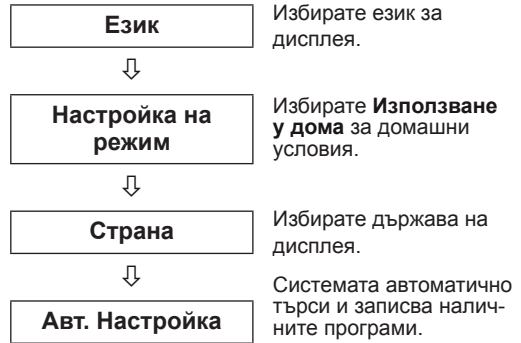 Език
Избирате език за
дисплея.
⇩
Настройка на
режим
Избирате Използване
у дома за домашни
условия.
⇩
Страна
Избирате държава на
дисплея.
⇩
Авт. Настройка
Системата автоматично
търси и записва налич-
ните програми.